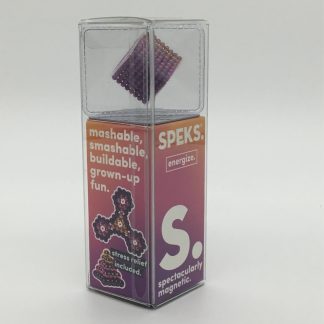 mashable,
smashable,
buildable,
grown-up
fun.
stress relief
included.
SPEKS.
energize.
S.
spectacularly
magnetic.